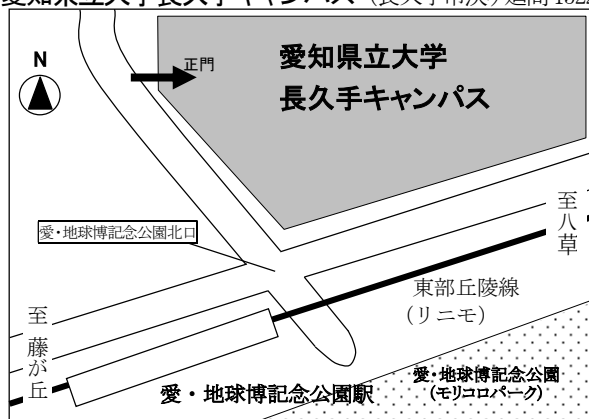 愛知県立大学長久手キャンパス
N
正門
愛知県立大学
長久手キャンパス
愛・地球博記念公園北口
至八草
東部丘陵線
(リニモ)
至 藤が丘
愛・地球博記念公園駅
愛・地球博記念公園
(モリコロパーク)